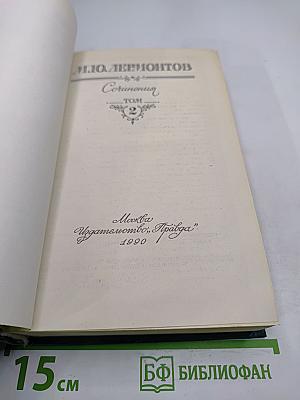 М.Ю.ЛЕРМОНТОВ
Сочинения
ТОМ
2
Москва
Издательство „Правда"
1990
15 см
БФ БИБЛИОФАН